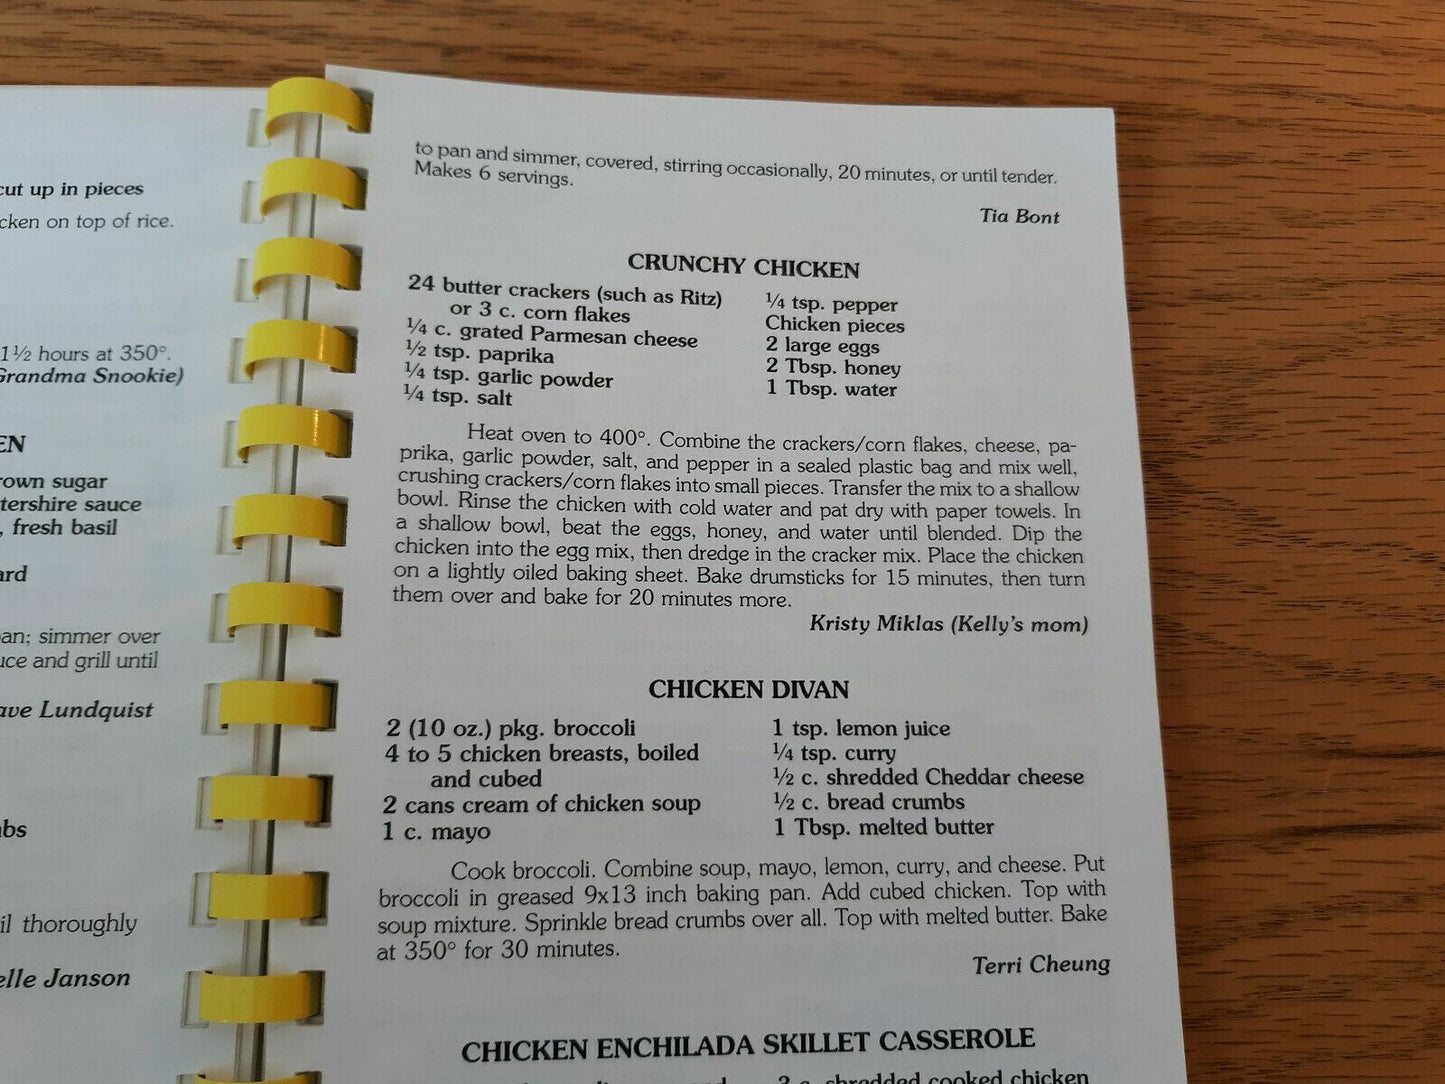 cut up in pieces
cken on top of rice.
1½ hours at 350°.
Grandma Snookie)
EN
rown sugar
tershire sauce
, fresh basil
ard
an; simmer over
uce and grill until
ave Lundquist
bs
il thoroughly
elle Janson
to pan and simmer, covered, stirring occasionally, 20 minutes, or until tender.
Makes 6 servings.
Tia Bont
CRUNCHY CHICKEN
24 butter crackers (such as Ritz)
or 3 c. corn flakes
¼ c. grated Parmesan cheese
½ tsp. paprika
¼ tsp. garlic powder
¼ tsp. salt
¼ tsp. pepper
Chicken pieces
2 large eggs
2 Tbsp. honey
1 Tbsp. water
Heat oven to 400°. Combine the crackers/corn flakes, cheese, pa-
prika, garlic powder, salt, and pepper in a sealed plastic bag and mix well,
crushing crackers/corn flakes into small pieces. Transfer the mix to a shallow
bowl. Rinse the chicken with cold water and pat dry with paper towels. In
a shallow bowl, beat the eggs, honey, and water until blended. Dip the
chicken into the egg mix, then dredge in the cracker mix. Place the chicken
on a lightly oiled baking sheet. Bake drumsticks for 15 minutes, then turn
them over and bake for 20 minutes more.
Kristy Miklas (Kelly's mom)
CHICKEN DIVAN
2 (10 oz.) pkg. broccoli
4 to 5 chicken breasts, boiled
and cubed
2 cans cream of chicken soup
1 c. mayo
1 tsp. lemon juice
¼ tsp. curry
½ c. shredded Cheddar cheese
½ c. bread crumbs
1 Tbsp. melted butter
Cook broccoli. Combine soup, mayo, lemon, curry, and cheese. Put
broccoli in greased 9x13 inch baking pan. Add cubed chicken. Top with
soup mixture. Sprinkle bread crumbs over all. Top with melted butter. Bake
at 350° for 30 minutes.
Terri Cheung
CHICKEN ENCHILADA SKILLET CASSEROLE
and
2 c. shredded cooked chicken